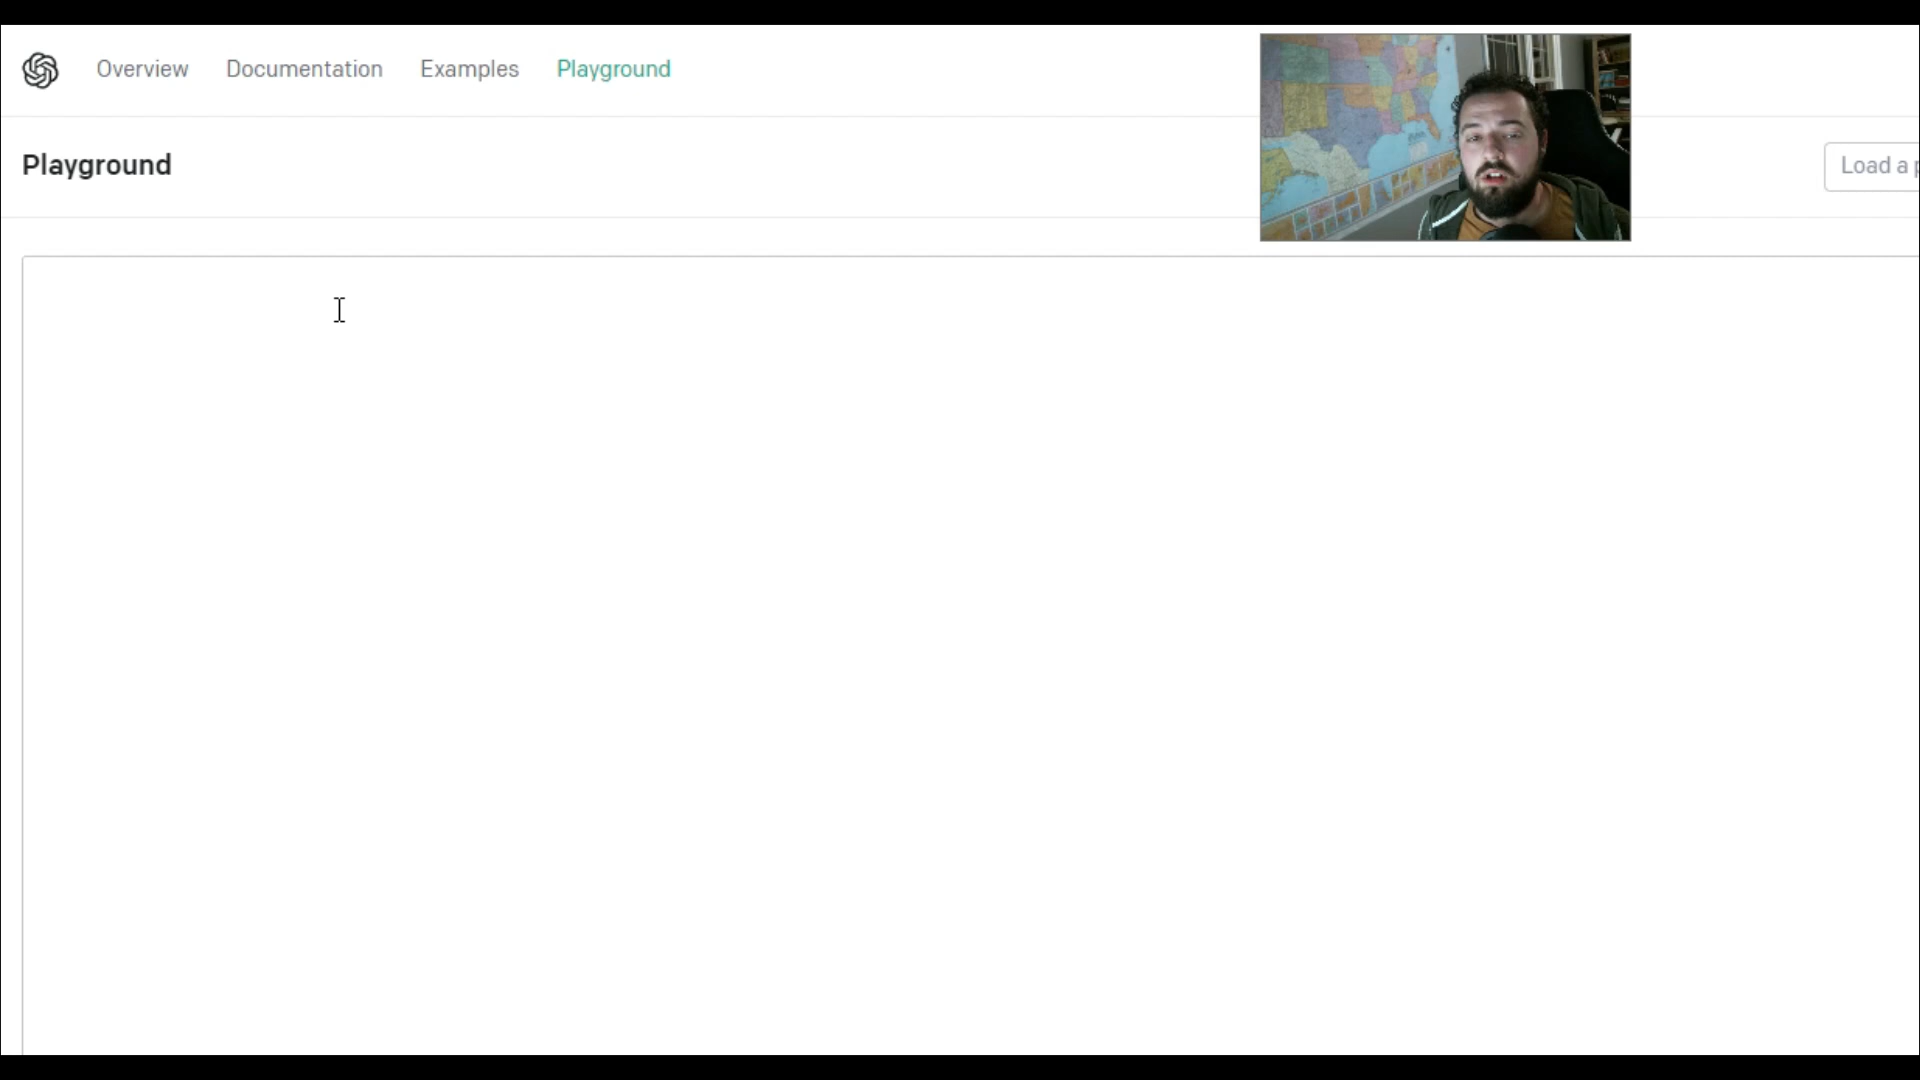 Overview Documentation Examples Playground
Playground
Load a p